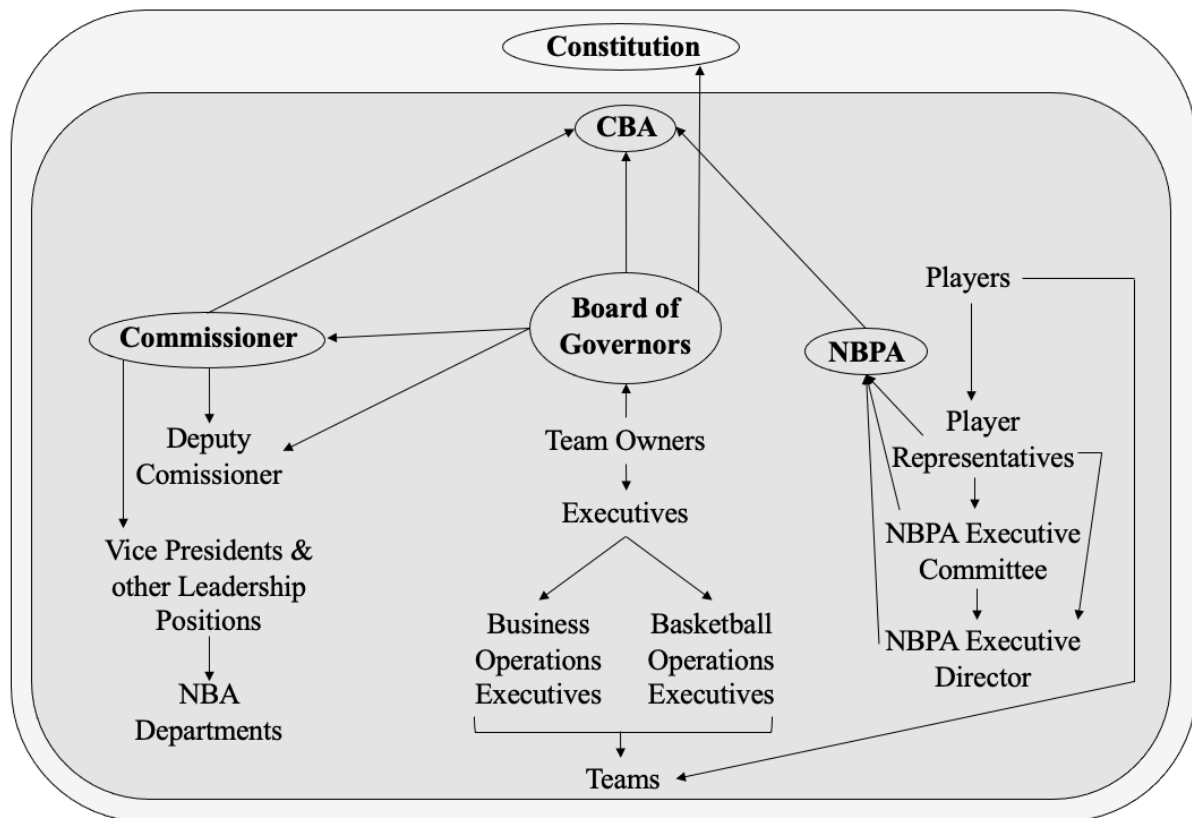 Constitution
CBA
Commissioner
Deputy
Comissioner
Vice Presidents &
other Leadership
Positions
NBA
Departments
Board of
Governors
Team Owners
Executives
Business
Operations
Executives
Basketball
Operations
Executives
Teams
NBPA
Players
Player
Representatives
NBPA Executive
Committee
NBPA Executive
Director